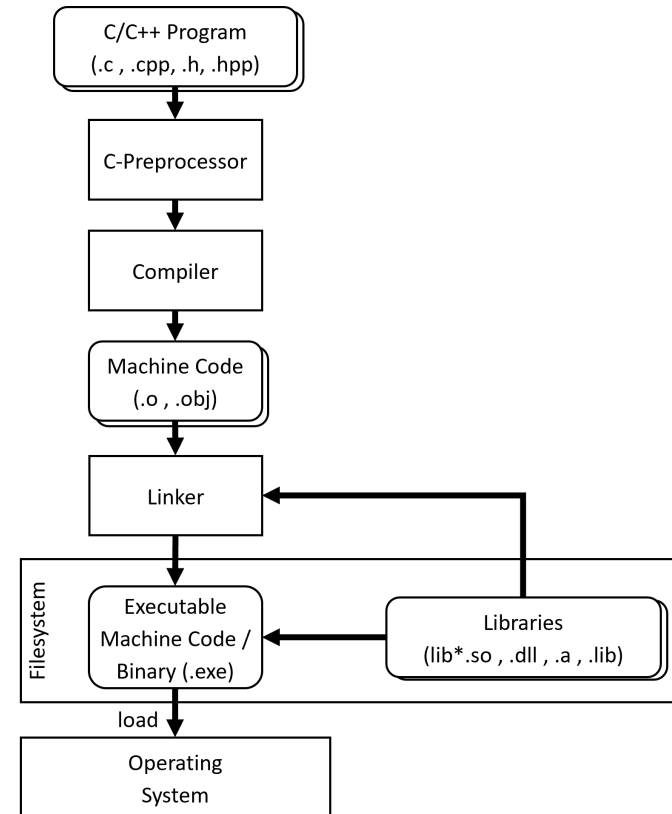 C/C++ Program
(.c , .cpp, .h, .hpp)
C-Preprocessor
Compiler
Machine Code
(.o , .obj)
Linker
Filesystem
Executable
Machine Code /
Binary (.exe)
Libraries
(lib*.so , .dll , .a , .lib)
load
Operating
System